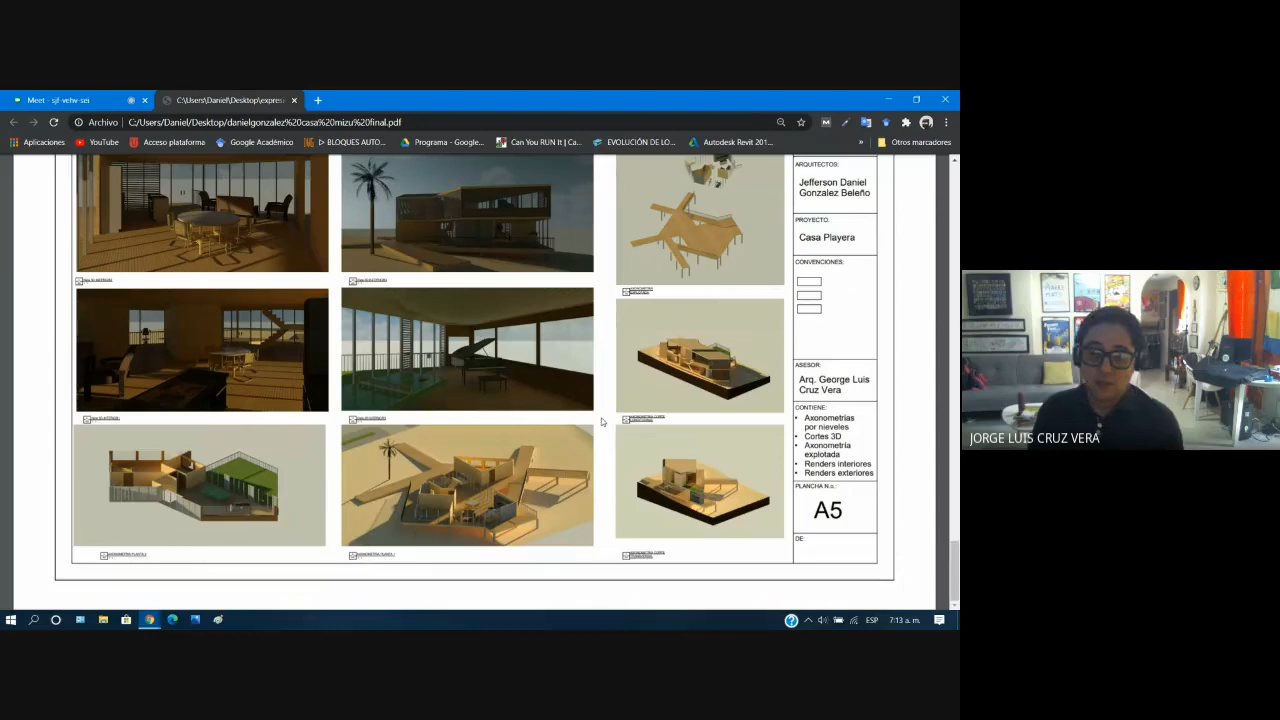 Meet - sjf-vehv-sei
C:\Users\Daniel\Desktop\expres
Archivo
C:/Users/Daniel/Desktop/danielgonzalez%20casa%20mizu%20final.pdf
Aplicaciones
YouTube
Acceso plataforma
Google Académico
BLOQUES AUTO...
Programa - Google...
Can You RUN It | Ca...
EVOLUCIÓN DE LO...
Autodesk Revit 201...
»
Otros marcadores
ARQUITECTOS:
Jefferson Daniel
Gonzalez Beleño
PROYECTO.
Casa Playera
CONVENCIONES:
ASESOR:
Arq. George Luis
Cruz Vera
CONTIENE:
• Axonometrías
por nieveles
• Cortes 3D
• Axonometría
explotada
• Renders interiores
• Renders exteriores
PLANCHA N.o:
A5
DE:
JORGE LUIS CRUZ VERA
ESP
7:13 a. m.